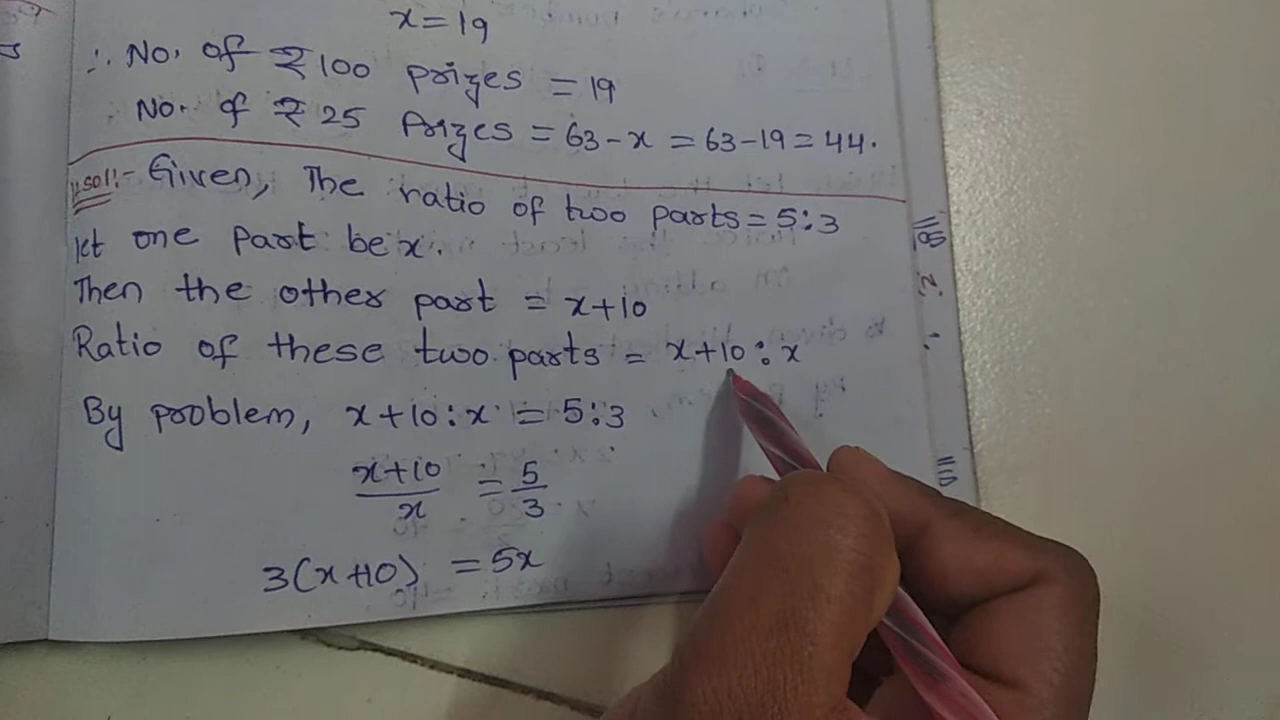 x=19
∴ No. of ₹100 prizes = 19
No. of ₹25 Prizes = 63-x = 63-19 = 44.
11sol:- Given, The ratio of two parts = 5:3
let one part be x.
Then the other part = x+10
Ratio of these two parts = x+10:x
By problem, x+10:x = 5:3
x+10/x = 5/3
3(x+10) = 5x